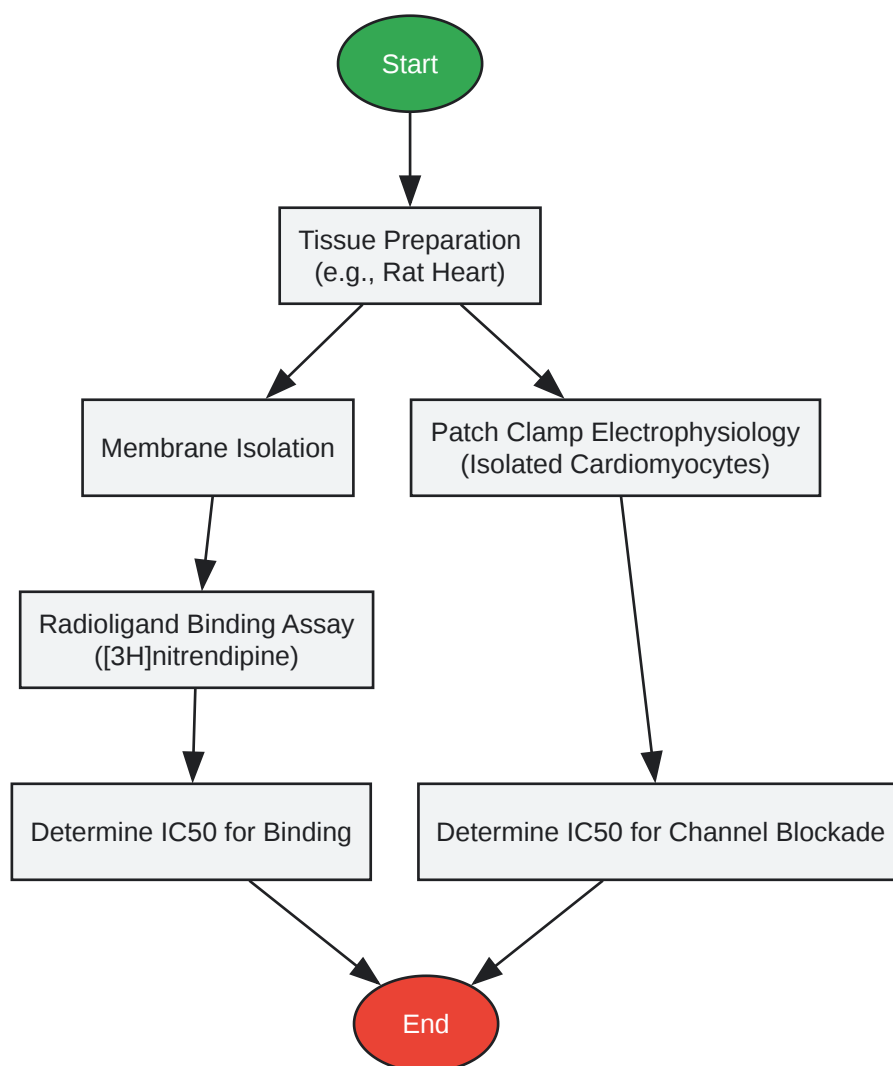 Start
Tissue Preparation
(e.g., Rat Heart)
Membrane Isolation
Patch Clamp Electrophysiology
(Isolated Cardiomyocytes)
Radioligand Binding Assay
([3H]nitrendipine)
Determine IC50 for Binding
Determine IC50 for Channel Blockade
End